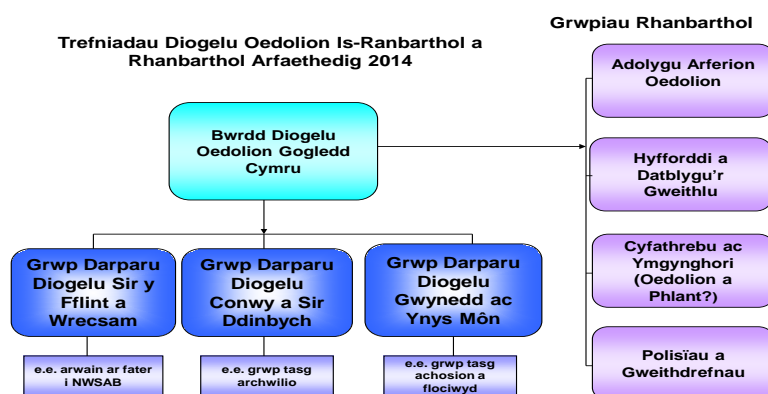 Grwpiau Rhanbarthol
Trefniadau Diogelu Oedolion Is-Ranbarthol a
Rhanbarthol Arfaethedig 2014
Adolygu Arferion
Oedolion
Bwrdd Diogelu
Oedolion Gogledd
Cymru
Hyfforddi a
Datblygu'r
Gweithlu
Grwp Darparu
Diogelu Sir y
Fflint a
Wrecsam
Grwp Darparu
Diogelu
Conwy a Sir
Ddinbych
Grwp Darparu
Diogelu
Gwynedd ac
Ynys Môn
Cyfathrebu ac
Ymgynghori
(Oedolion a
Phlant?)
e.e. arwain ar fater
i NWSAB
e.e. grwp tasg
archwilio
e.e. grwp tasg
achosion a
flociwyd
Polisïau a
Gweithdrefnau